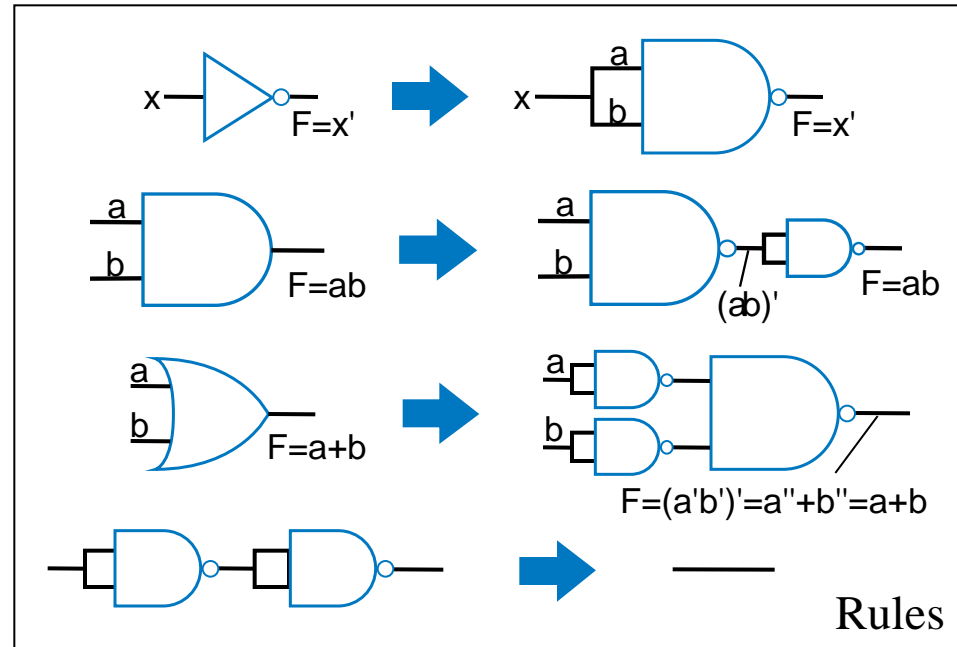 x F=x' x a b F=x'
a b F=ab a b (ab)' F=ab
a b F=a+b a b F=(a'b')'=a''+b''=a+b
Rules